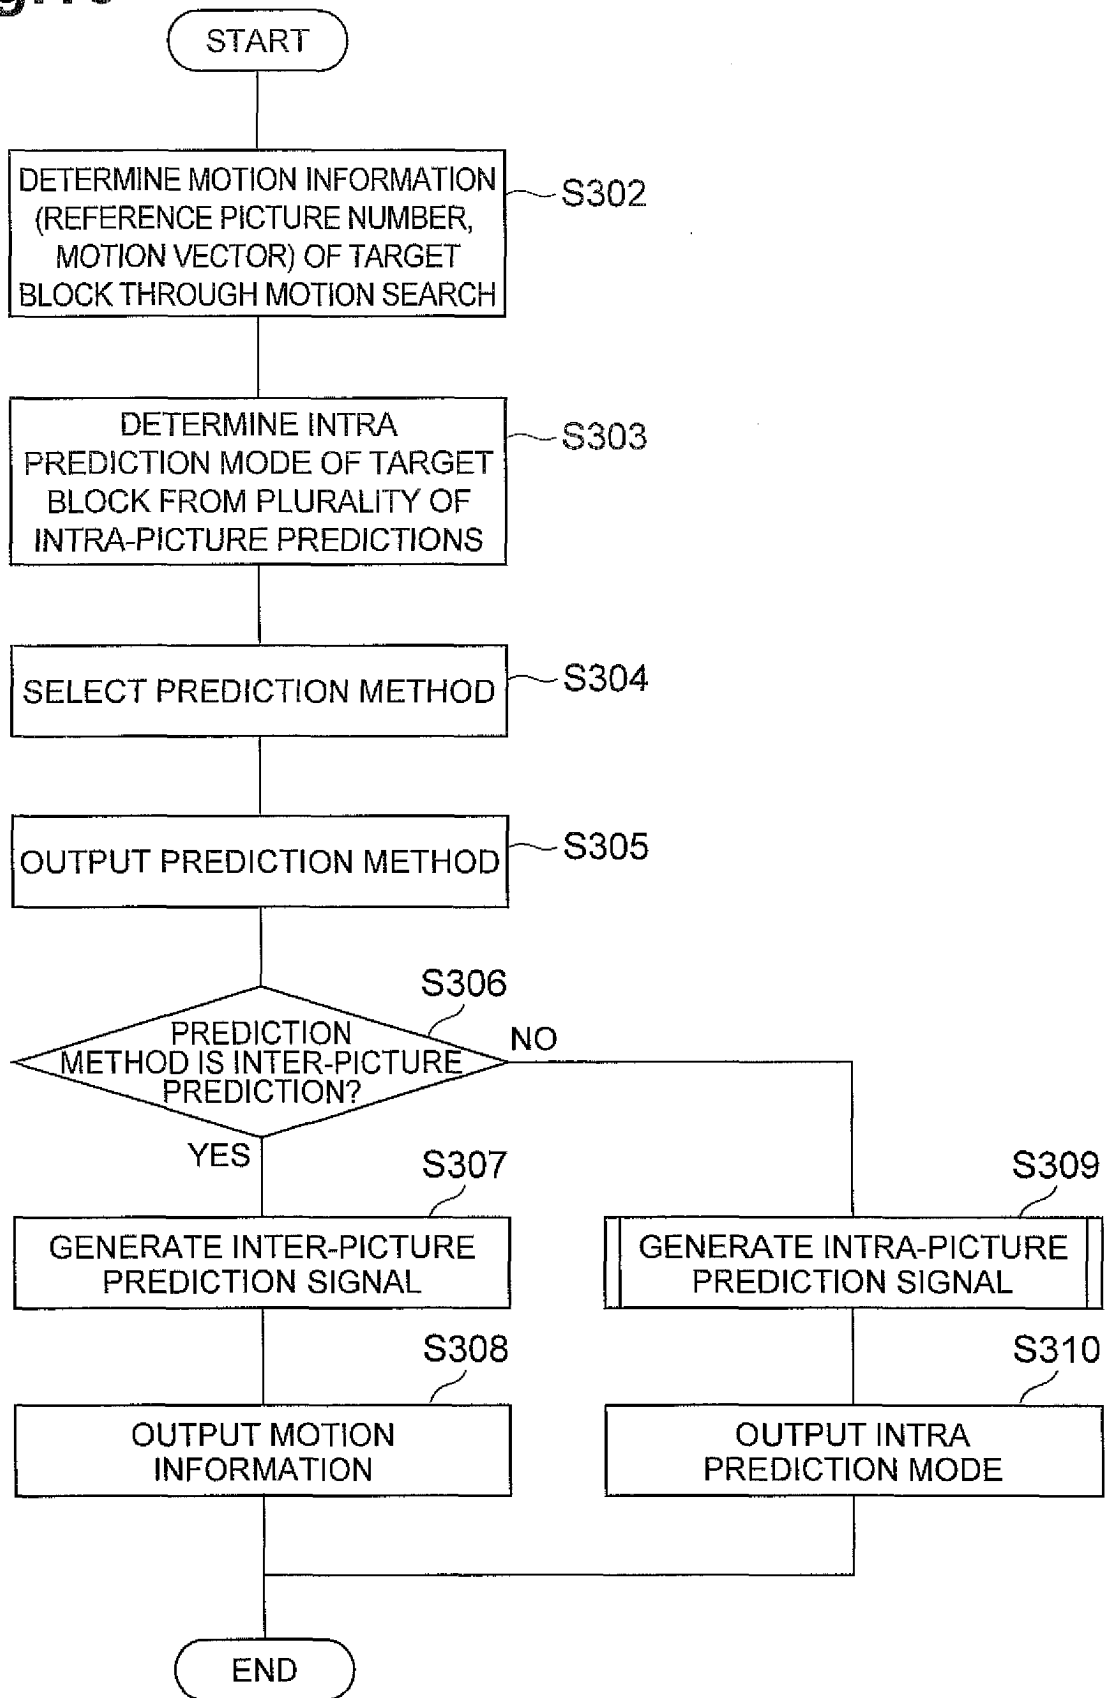 START
DETERMINE MOTION INFORMATION
(REFERENCE PICTURE NUMBER,
MOTION VECTOR) OF TARGET
BLOCK THROUGH MOTION SEARCH
S302
DETERMINE INTRA
PREDICTION MODE OF TARGET
BLOCK FROM PLURALITY OF
INTRA-PICTURE PREDICTIONS
S303
SELECT PREDICTION METHOD
S304
OUTPUT PREDICTION METHOD
S305
S306
PREDICTION
METHOD IS INTER-PICTURE
PREDICTION?
NO
YES
S307
GENERATE INTER-PICTURE
PREDICTION SIGNAL
S309
GENERATE INTRA-PICTURE
PREDICTION SIGNAL
S308
OUTPUT MOTION
INFORMATION
S310
OUTPUT INTRA
PREDICTION MODE
END